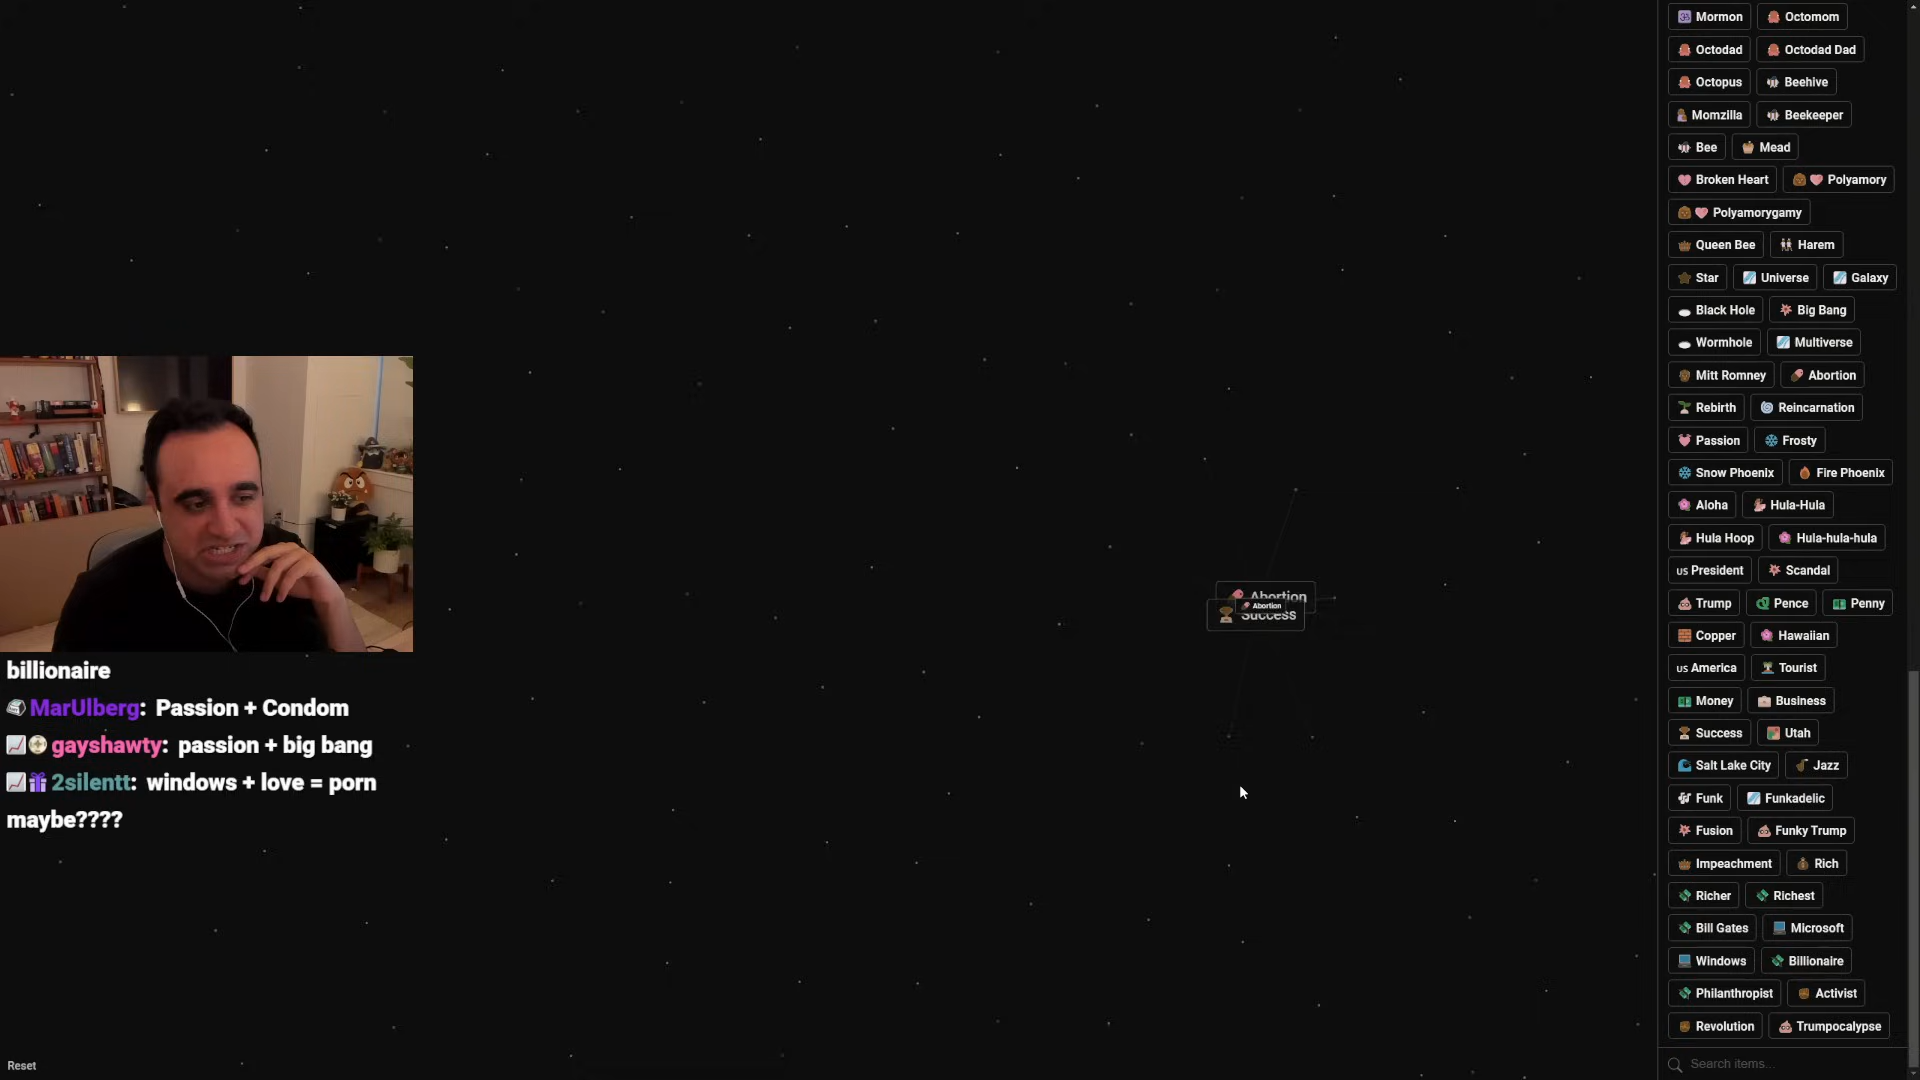 Mormon Octomom
Octodad Octodad Dad
Octopus Beehive
Momzilla Beekeeper
Bee Mead
Broken Heart Polyamory
Polyamorygamy
Queen Bee Harem
Star Universe Galaxy
Black Hole Big Bang
Wormhole Multiverse
Mitt Romney Abortion
Rebirth Reincarnation
Passion Frosty
Snow Phoenix Fire Phoenix
Aloha Hula-Hula
Hula Hoop Hula-hula-hula
US President Scandal
Trump Pence Penny
Copper Hawaiian
US America Tourist
Money Business
Success Utah
Salt Lake City Jazz
Funk Funkadelic
Fusion Funky Trump
Impeachment Rich
Richer Richest
Bill Gates Microsoft
Windows Billionaire
Philanthropist Activist
Revolution Trumpocalypse
Search items...
Abortion
Abortion
Success
billionaire
MarUlberg: Passion + Condom
gayshawty: passion + big bang
2silentt: windows + love = porn
maybe????
Reset